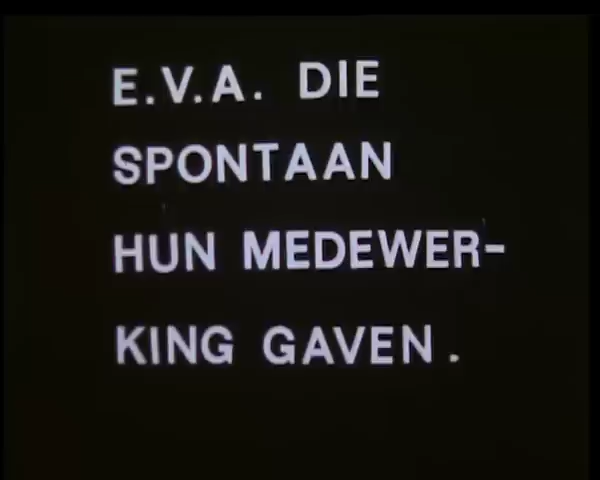 E.V.A. DIE
SPONTAAN
HUN MEDEWER-
KING GAVEN.